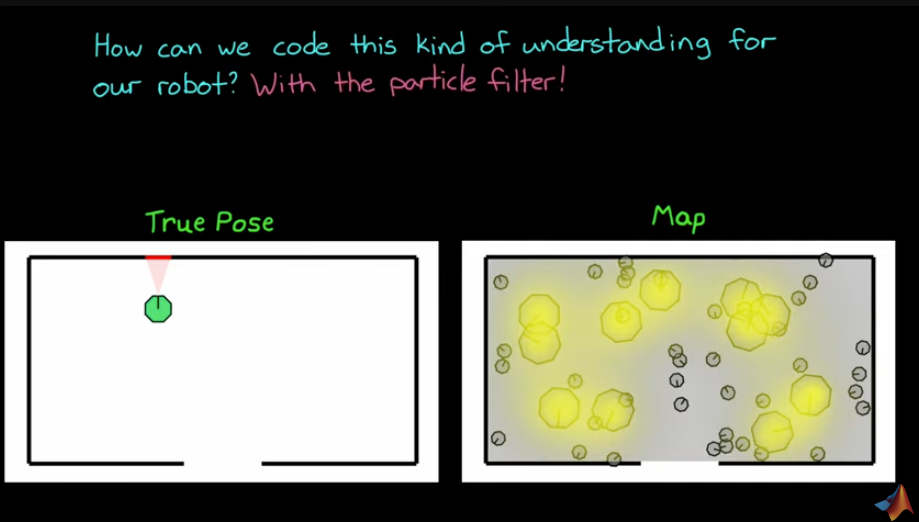 How can we code this kind of understanding for
our robot? With the particle filter!
True Pose
Map